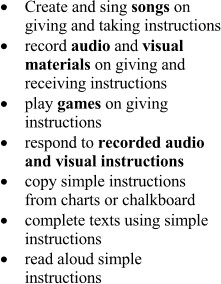 • Create and sing songs on
giving and taking instructions
• record audio and visual
materials on giving and
receiving instructions
• play games on giving
instructions
• respond to recorded audio
and visual instructions
• copy simple instructions
from charts or chalkboard
• complete texts using simple
instructions
• read aloud simple
instructions